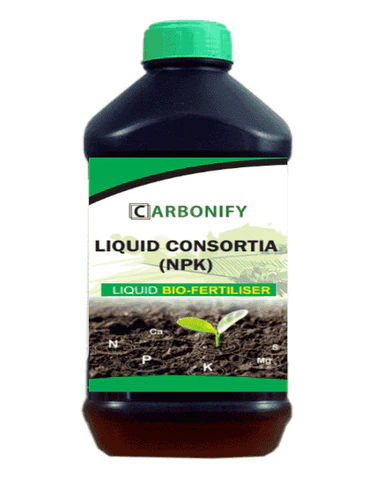 CARBONIFY
LIQUID CONSORTIA
(NPK)
LIQUID BIO-FERTILISER
Ca
N
S
P
Mg
K